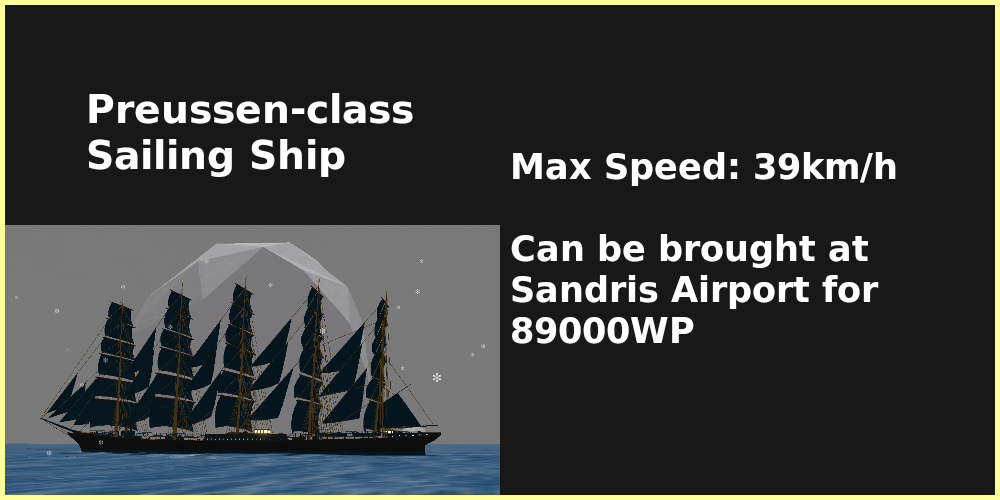 Preussen-class
Sailing Ship
Max Speed: 39km/h
Can be brought at
Sandris Airport for
89000WP